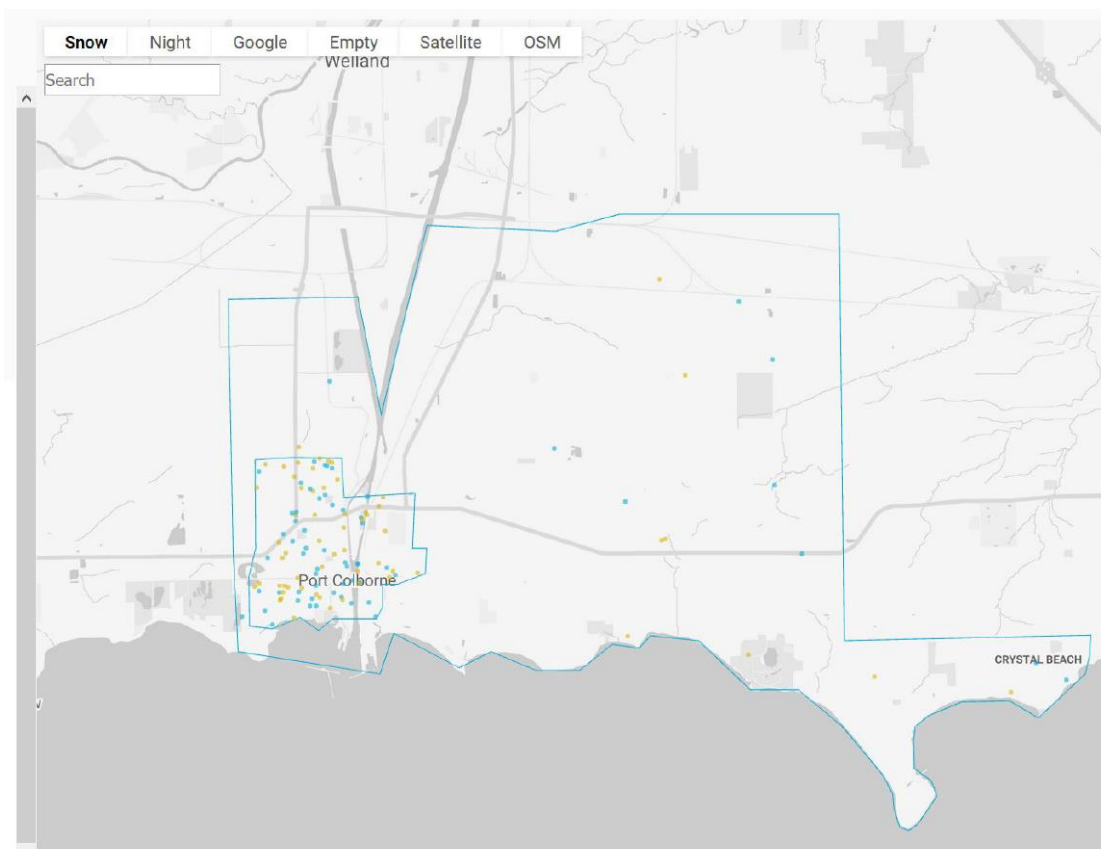 Snow Night Google Empty Satellite OSM
Welland
Search
Port Colborne
CRYSTAL BEACH